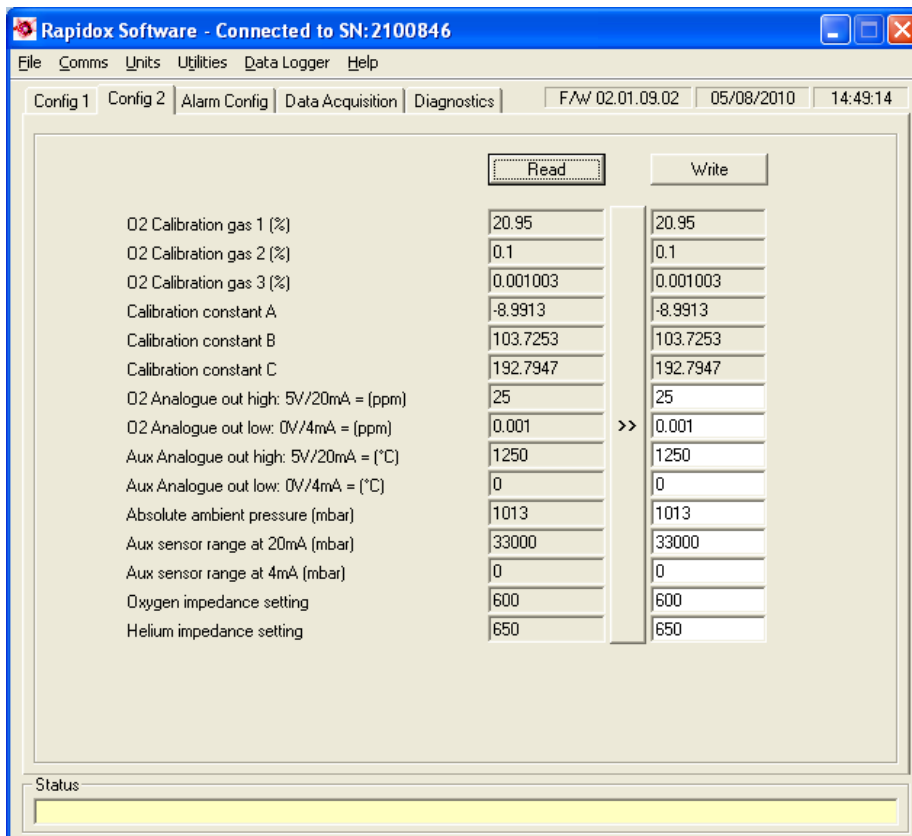 Rapidox Software - Connected to SN:2100846
File Comms Units Utilities Data Logger Help
Config 1 Config 2 Alarm Config Data Acquisition Diagnostics F/W 02.01.09.02 05/08/2010 14:49:14
Read Write
O2 Calibration gas 1 (%) 20.95 20.95
O2 Calibration gas 2 (%) 0.1 0.1
O2 Calibration gas 3 (%) 0.001003 0.001003
Calibration constant A -8.9913 -8.9913
Calibration constant B 103.7253 103.7253
Calibration constant C 192.7947 192.7947
O2 Analogue out high: 5V/20mA = (ppm) 25 25
O2 Analogue out low: 0V/4mA = (ppm) 0.001 >> 0.001
Aux Analogue out high: 5V/20mA = (°C) 1250 1250
Aux Analogue out low: 0V/4mA = (°C) 0 0
Absolute ambient pressure (mbar) 1013 1013
Aux sensor range at 20mA (mbar) 33000 33000
Aux sensor range at 4mA (mbar) 0 0
Oxygen impedance setting 600 600
Helium impedance setting 650 650
Status